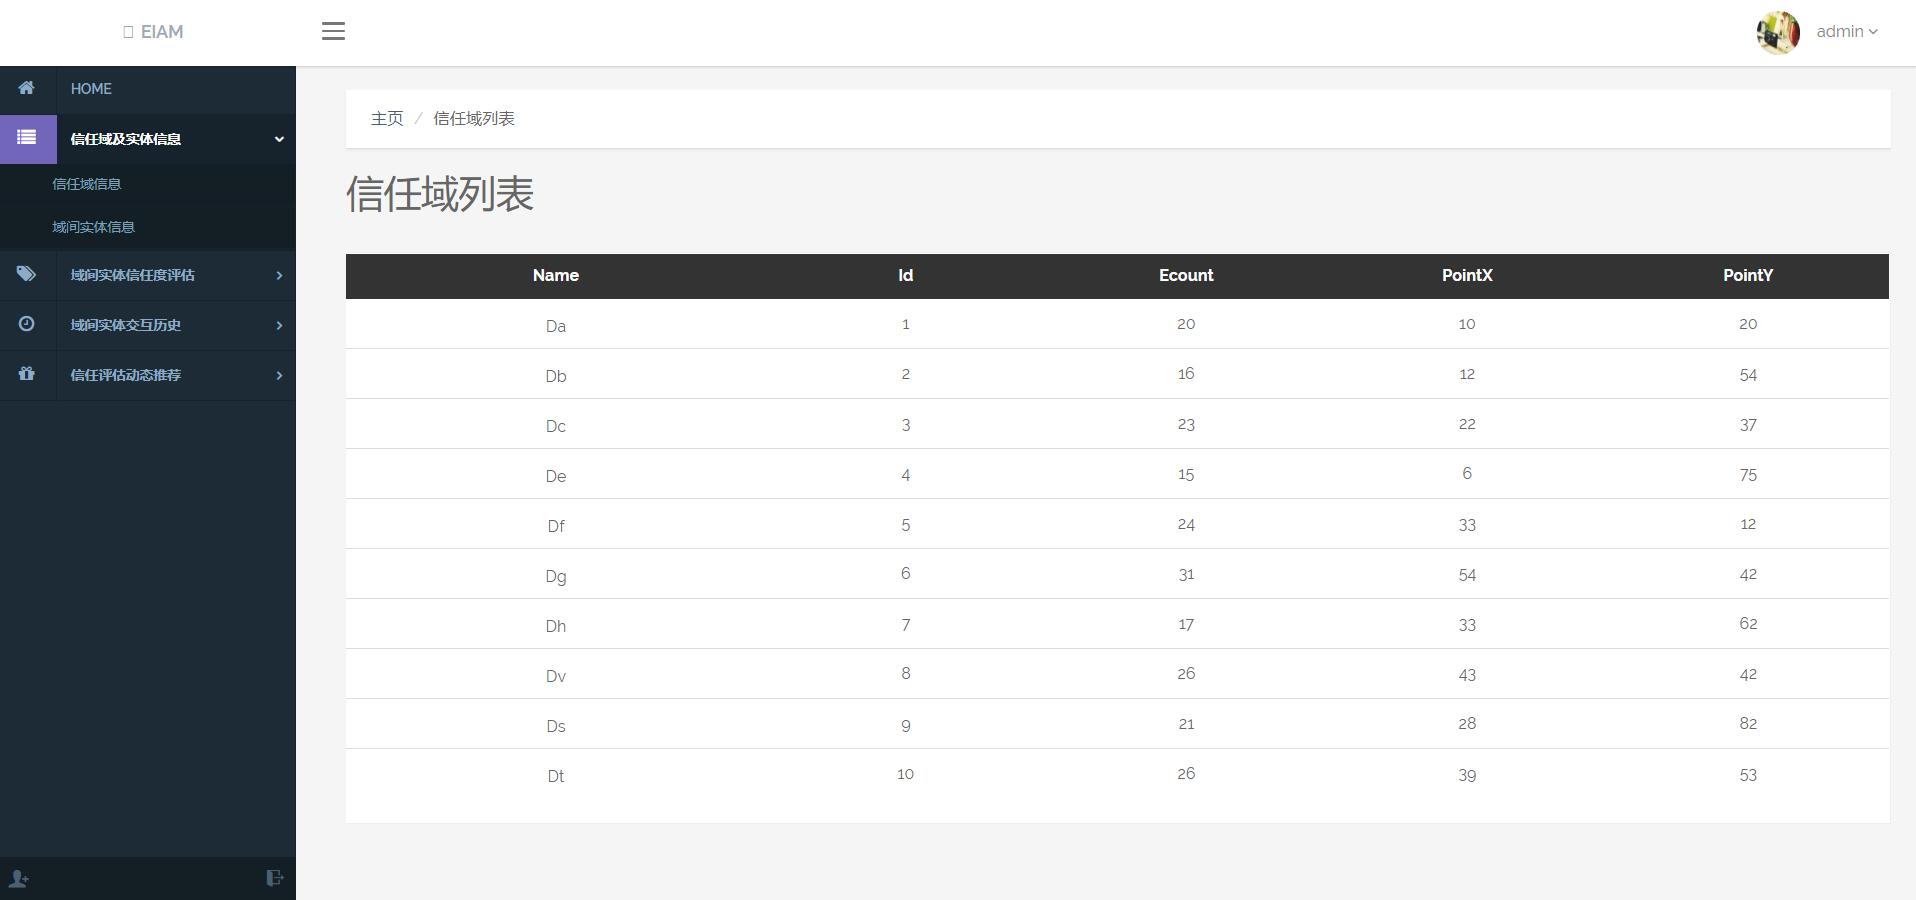 EIAM
admin
HOME
信任域及实体信息
信任域信息
域间实体信息
域间实体信任度评估
域间实体交互历史
信任评估动态推荐
主页 / 信任域列表
信任域列表
Name Id Ecount PointX PointY
Da 1 20 10 20
Db 2 16 12 54
Dc 3 23 22 37
De 4 15 6 75
Df 5 24 33 12
Dg 6 31 54 42
Dh 7 17 33 62
Dv 8 26 43 42
Ds 9 21 28 82
Dt 10 26 39 53